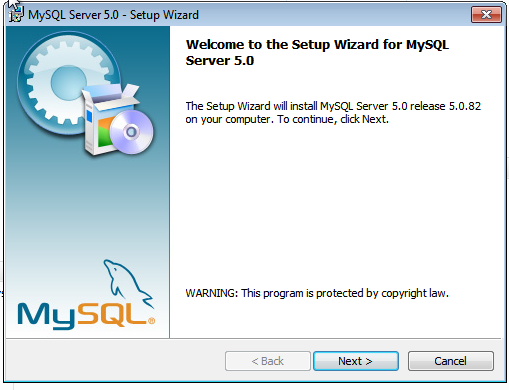 MySQL Server 5.0 - Setup Wizard
Welcome to the Setup Wizard for MySQL
Server 5.0
The Setup Wizard will install MySQL Server 5.0 release 5.0.82
on your computer. To continue, click Next.
WARNING: This program is protected by copyright law.
MySQL®
< Back
Next >
Cancel